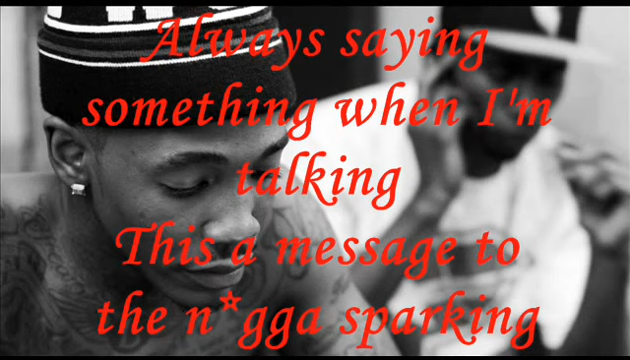 Always saying
something when I'm
talking
This a message to
the n*gga sparking